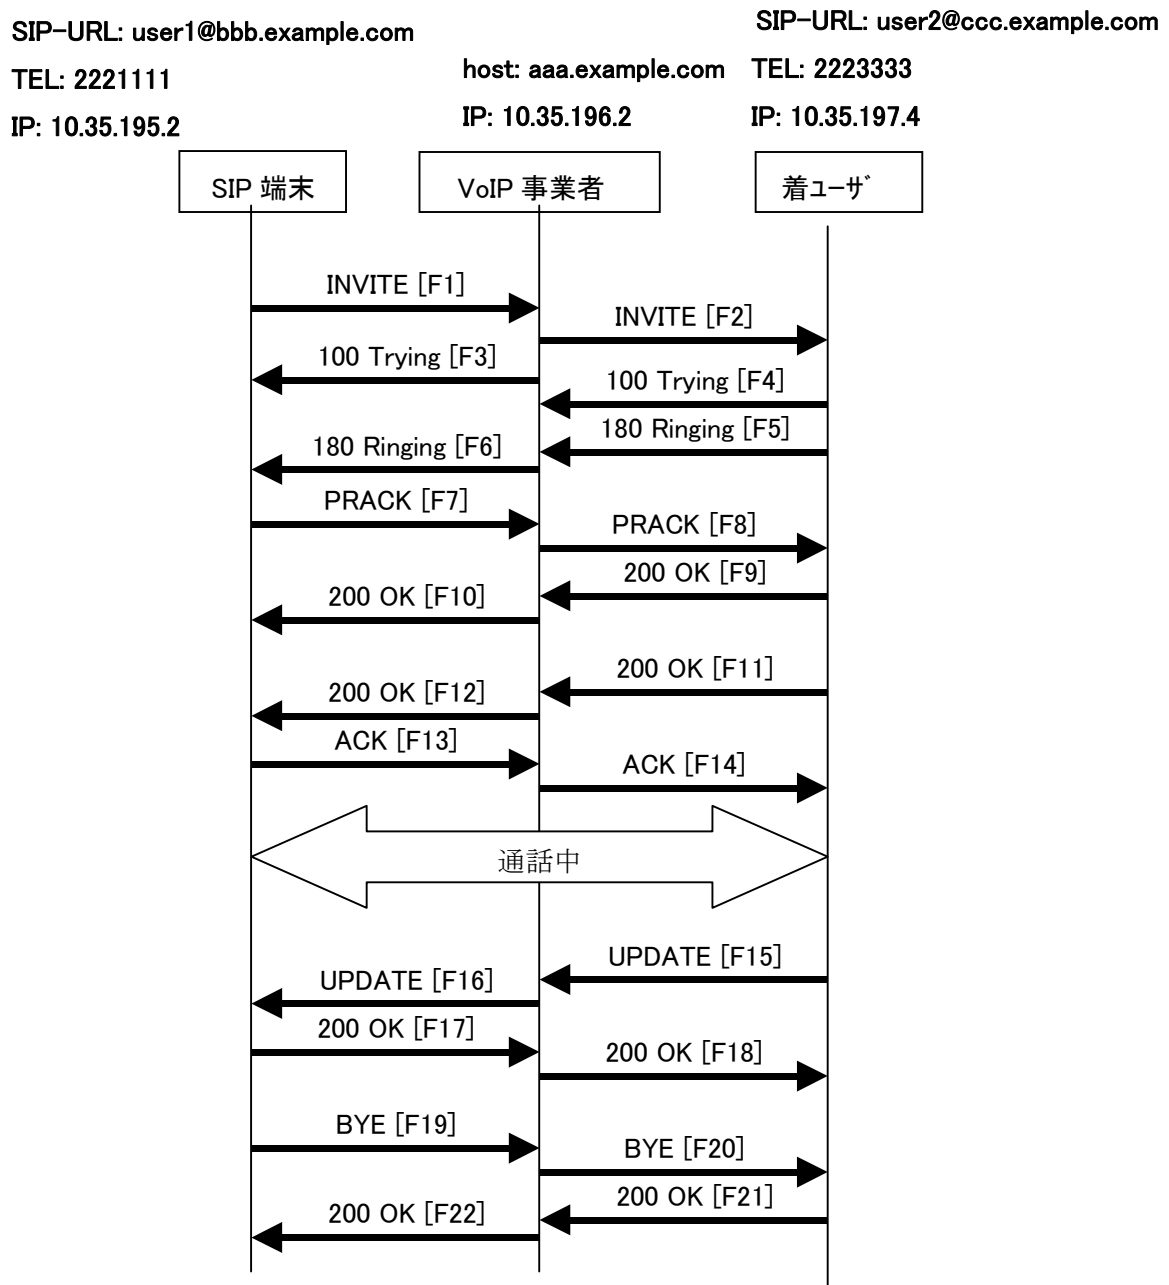 SIP-URL: user1@bbb.example.com
TEL: 2221111
IP: 10.35.195.2
host: aaa.example.com
IP: 10.35.196.2
SIP-URL: user2@ccc.example.com
TEL: 2223333
IP: 10.35.197.4
SIP 端末
VoIP 事業者
着ﾕｰｻﾞ
INVITE [F1]
INVITE [F2]
100 Trying [F3]
100 Trying [F4]
180 Ringing [F5]
180 Ringing [F6]
PRACK [F7]
PRACK [F8]
200 OK [F9]
200 OK [F10]
200 OK [F11]
200 OK [F12]
ACK [F13]
ACK [F14]
通話中
UPDATE [F15]
UPDATE [F16]
200 OK [F17]
200 OK [F18]
BYE [F19]
BYE [F20]
200 OK [F21]
200 OK [F22]